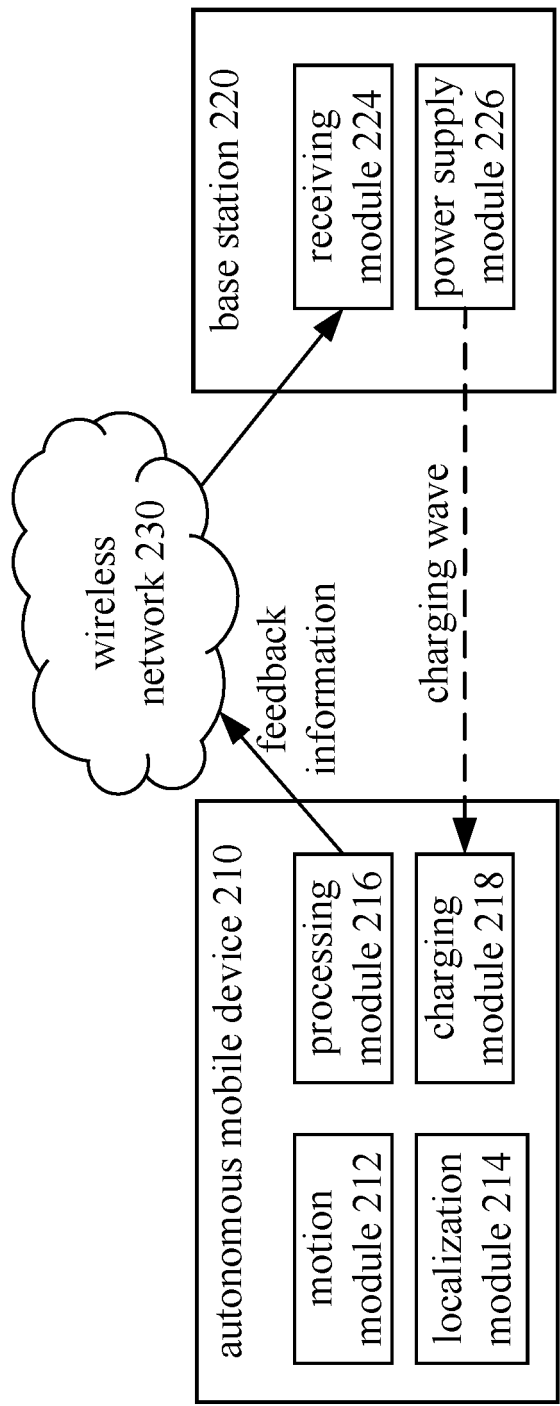 autonomous mobile device 210
motion
module 212
processing
module 216
localization
module 214
charging
module 218
wireless
network 230
feedback
information
charging wave
base station 220
receiving
module 224
power supply
module 226